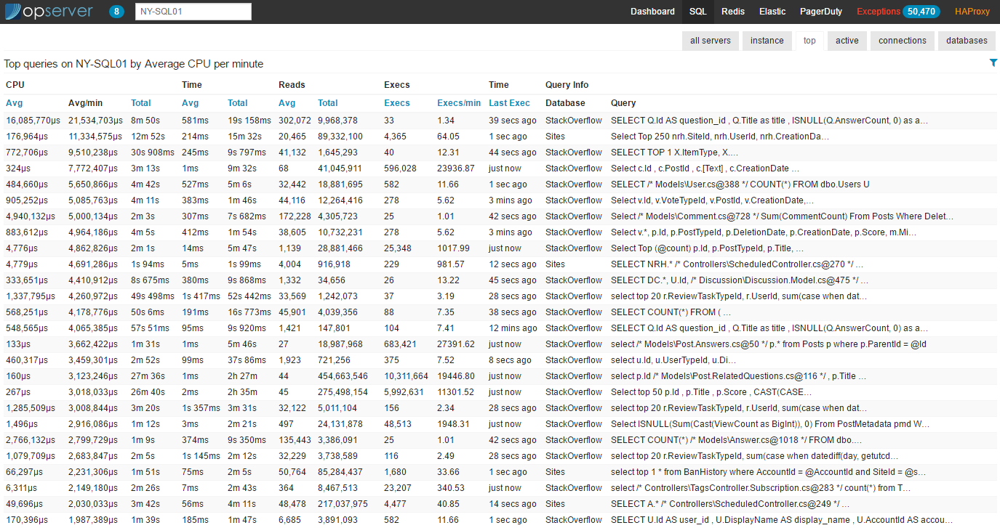 opserver 8 NY-SQL01 Dashboard SQL Redis Elastic PagerDuty Exceptions 50,470 HAProxy
all servers instance top active connections databases
Top queries on NY-SQL01 by Average CPU per minute
CPU Time Reads Execs Time Query Info
Avg Avg/min Total Avg Total Avg Total Execs Execs/min Last Exec Database Query
16,085,770µs 21,534,703µs 8m 50s 581ms 19s 158ms 302,072 9,968,378 33 1.34 39 secs ago StackOverflow SELECT Q.Id AS question_id , Q.Title as title , ISNULL(Q.AnswerCount, 0) as a…
176,964µs 11,334,575µs 12m 52s 214ms 15m 32s 20,465 89,332,100 4,365 64.05 1 sec ago Sites Select Top 250 nrh.SiteId, nrh.UserId, nrh.CreationDa…
772,706µs 9,510,238µs 30s 908ms 245ms 9s 797ms 41,132 1,645,293 40 12.31 44 secs ago StackOverflow SELECT TOP 1 X.ItemType, X.…
324µs 7,772,407µs 3m 13s 1ms 9m 32s 68 41,045,911 596,028 23936.87 just now StackOverflow Select c.Id , c.PostId , c.[Text] , c.CreationDate …
484,660µs 5,650,866µs 4m 42s 527ms 5m 6s 32,442 18,881,695 582 11.66 1 sec ago StackOverflow SELECT /* Models\User.cs@388 */ COUNT(*) FROM dbo.Users U
905,252µs 5,085,763µs 4m 11s 383ms 1m 46s 44,116 12,264,416 278 5.62 3 mins ago StackOverflow Select v.Id, v.VoteTypeId, v.PostId, v.CreationDate,…
4,940,132µs 5,000,134µs 2m 3s 307ms 7s 682ms 172,228 4,305,723 25 1.01 42 secs ago StackOverflow Select /* Models\Comment.cs@728 */ Sum(CommentCount) From Posts Where Delet…
883,612µs 4,964,186µs 4m 5s 412ms 1m 54s 38,605 10,732,231 278 5.62 3 mins ago StackOverflow Select v.*, p.Id, p.PostTypeId, p.DeletionDate, p.CreationDate, p.Score, m.Mi…
4,776µs 4,862,826µs 2m 1s 14ms 5m 47s 1,139 28,881,466 25,348 1017.99 just now StackOverflow Select Top (@count) p.Id, p.PostTypeId, p.Title, …
4,779µs 4,691,286µs 1s 94ms 5ms 1s 99ms 4,004 916,918 229 981.57 12 secs ago Sites SELECT NRH.* /* Controllers\ScheduledController.cs@270 */ …
333,651µs 4,410,912µs 8s 675ms 380ms 9s 868ms 1,332 34,656 26 13.22 45 secs ago StackOverflow SELECT DC.*, U.Id, /* Discussion\Discussion.Model.cs@475 */ …
1,337,795µs 4,260,972µs 49s 498ms 1s 417ms 52s 442ms 33,569 1,242,073 37 3.19 28 secs ago StackOverflow select top 20 r.ReviewTaskTypeId, r.UserId, sum(case when dat…
568,251µs 4,178,776µs 50s 6ms 191ms 16s 773ms 45,901 4,039,356 88 7.35 38 secs ago StackOverflow SELECT COUNT(*) FROM ( …
548,565µs 4,065,385µs 57s 51ms 95ms 9s 920ms 1,421 147,801 104 7.41 12 mins ago StackOverflow SELECT Q.Id AS question_id , Q.Title as title , ISNULL(Q.AnswerCount, 0) as a…
133µs 3,662,422µs 1m 31s 1ms 5m 46s 27 18,987,968 683,421 27391.62 just now StackOverflow select /* Models\Post.Answers.cs@50 */ p.* from Posts p where p.ParentId = @Id
460,317µs 3,459,301µs 2m 52s 99ms 37s 86ms 1,923 721,256 375 7.52 8 secs ago StackOverflow select u.Id, u.UserTypeId, u.Di…
160µs 3,123,246µs 27m 36s 1ms 2h 27m 44 454,663,546 10,311,664 19446.80 just now StackOverflow select p.Id /* Models\Post.RelatedQuestions.cs@116 */ , p.Title …
267µs 3,018,033µs 26m 40s 2ms 2h 35m 45 275,498,154 5,992,631 11301.52 just now StackOverflow Select top 50 p.Id , p.Title , p.Score , CAST(CASE…
1,285,509µs 3,008,844µs 3m 20s 1s 357ms 3m 31s 32,122 5,011,104 156 2.34 28 secs ago StackOverflow select top 20 r.ReviewTaskTypeId, r.UserId, sum(case when dat…
1,496µs 2,916,086µs 1m 12s 3ms 2m 21s 497 24,131,878 48,513 1948.31 just now StackOverflow Select ISNULL(Sum(Cast(ViewCount as BigInt)), 0) From PostMetadata pmd W…
2,766,132µs 2,799,729µs 1m 9s 374ms 9s 350ms 135,443 3,386,091 25 1.01 42 secs ago StackOverflow SELECT COUNT(*) /* Models\Answer.cs@1018 */ FROM dbo.…
1,079,709µs 2,683,847µs 2m 5s 1s 145ms 2m 12s 32,229 3,738,589 116 2.49 28 secs ago StackOverflow select top 20 r.ReviewTaskTypeId, sum(case when datediff(day, getutcd…
66,297µs 2,231,306µs 1m 51s 75ms 2m 5s 50,764 85,284,437 1,680 33.66 1 sec ago Sites select top 1 * from BanHistory where AccountId = @AccountId and SiteId = @s…
6,311µs 2,149,180µs 2m 26s 7ms 2m 43s 364 8,467,513 23,207 340.53 just now StackOverflow select /* Controllers\TagsController.Subscription.cs@283 */ count(*) from T…
49,696µs 2,030,033µs 3m 42s 56ms 4m 11s 48,478 217,037,975 4,477 40.85 14 secs ago Sites SELECT A.* /* Controllers\ScheduledController.cs@249 */ …
170,396µs 1,987,389µs 1m 39s 185ms 1m 47s 6,685 3,891,093 582 11.66 1 sec ago StackOverflow SELECT U.Id AS user_id , U.DisplayName AS display_name , U.AccountId AS accou…